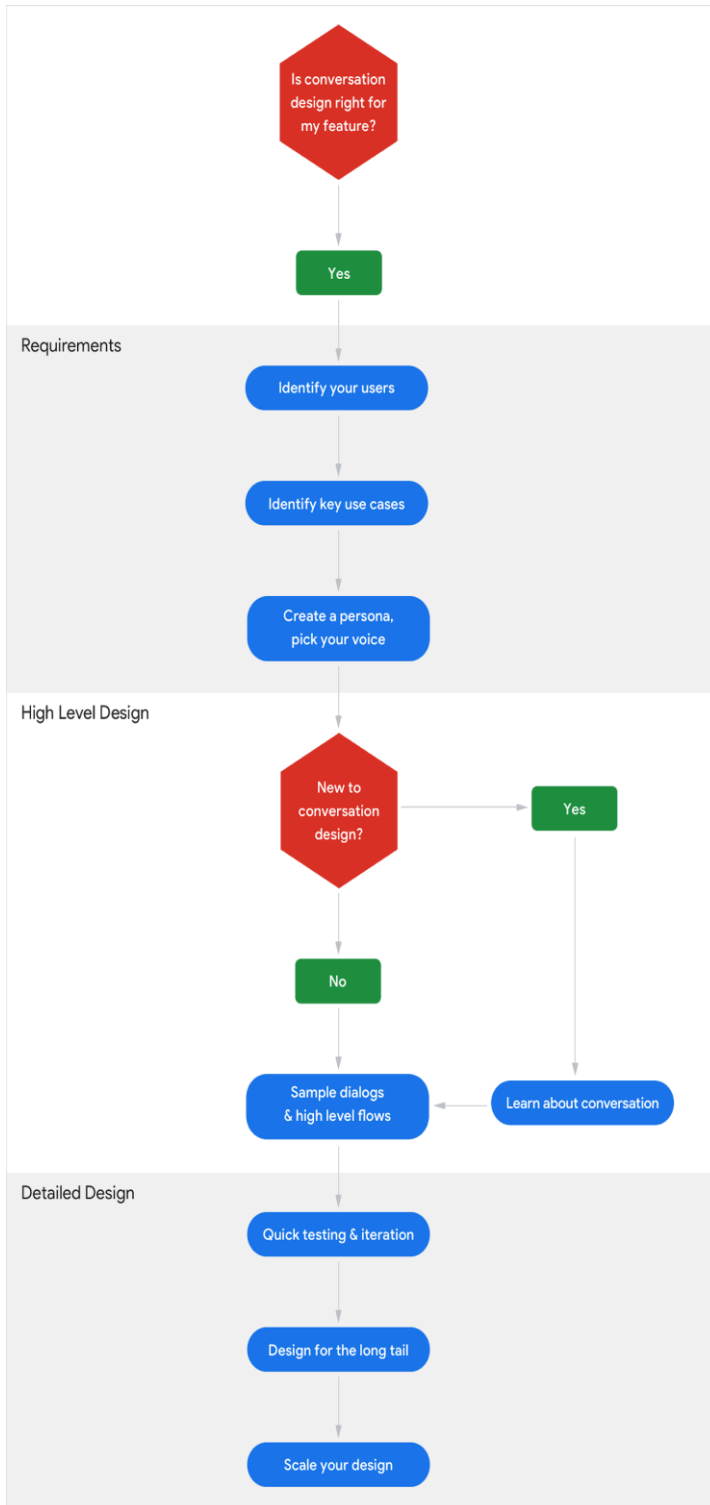 Is conversation
design right for
my feature?
Yes
Requirements
Identify your users
Identify key use cases
Create a persona,
pick your voice
High Level Design
New to
conversation
design?
Yes
No
Sample dialogs
& high level flows
Learn about conversation
Detailed Design
Quick testing & iteration
Design for the long tail
Scale your design